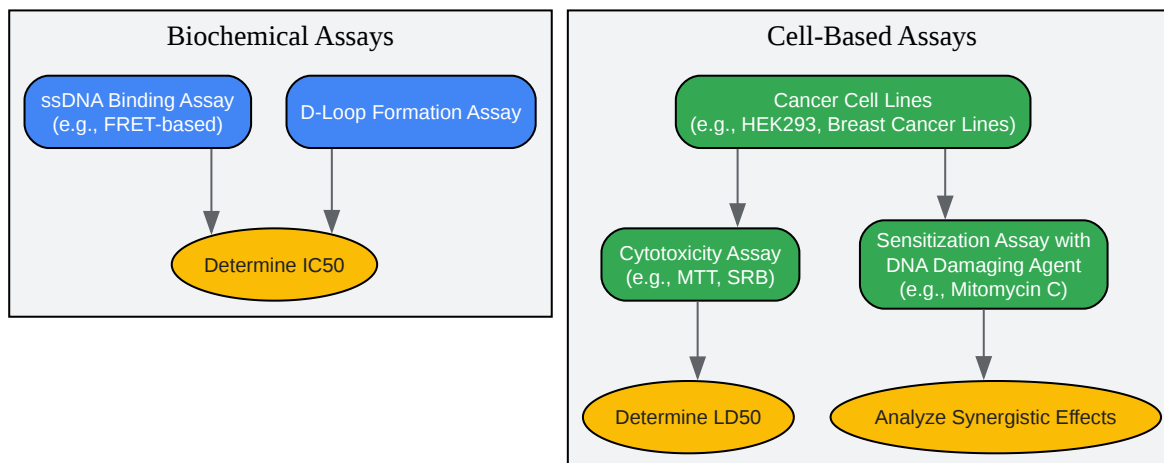 Biochemical Assays
ssDNA Binding Assay
(e.g., FRET-based)
D-Loop Formation Assay
Determine IC50
Cell-Based Assays
Cancer Cell Lines
(e.g., HEK293, Breast Cancer Lines)
Cytotoxicity Assay
(e.g., MTT, SRB)
Sensitization Assay with
DNA Damaging Agent
(e.g., Mitomycin C)
Determine LD50
Analyze Synergistic Effects